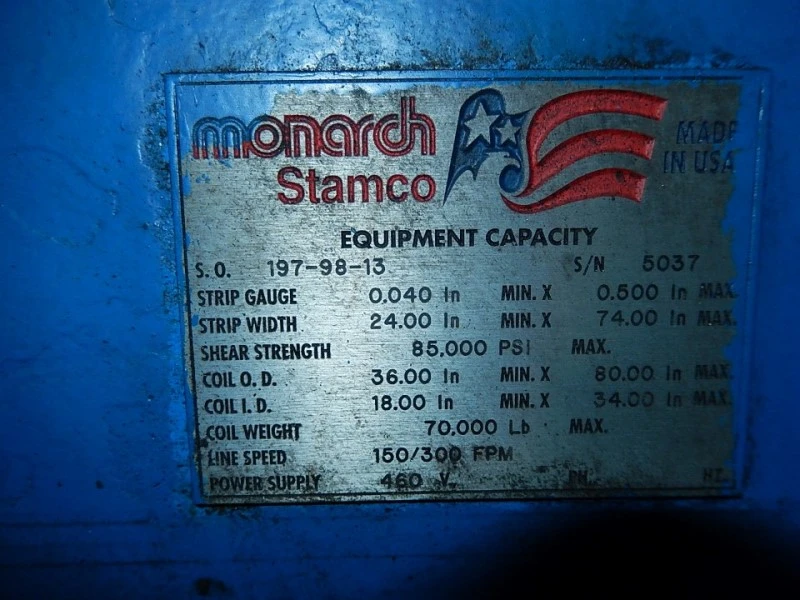 monarch
Stamco
MADE
IN USA
EQUIPMENT CAPACITY
S.O. 197-98-13 S/N 5037
STRIP GAUGE 0.040 In MIN. X 0.500 In MAX.
STRIP WIDTH 24.00 In MIN. X 74.00 In MAX.
SHEAR STRENGTH 85,000 PSI MAX.
COIL O.D. 36.00 In MIN. X 80.00 In MAX.
COIL I.D. 18.00 In MIN. X 34.00 In MAX.
COIL WEIGHT 70,000 Lb MAX.
LINE SPEED 150/300 FPM
POWER SUPPLY 460 V. PH. HZ.